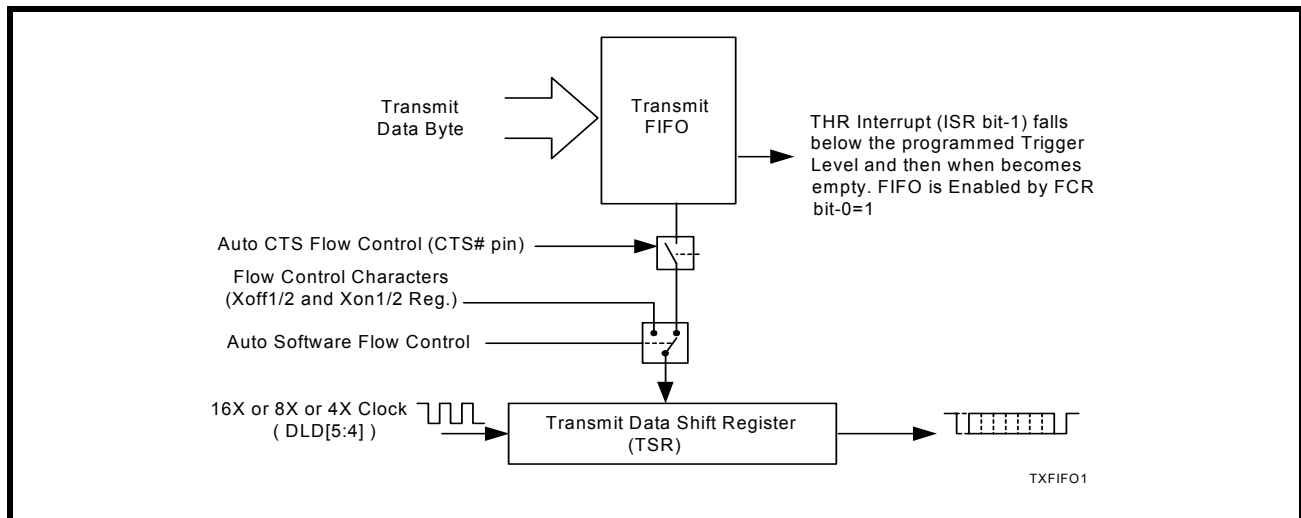 Transmit
Data Byte
Transmit
FIFO
THR Interrupt (ISR bit-1) falls
below the programmed Trigger
Level and then when becomes
empty. FIFO is Enabled by FCR
bit-0=1
Auto CTS Flow Control (CTS# pin)
Flow Control Characters
(Xoff1/2 and Xon1/2 Reg.)
Auto Software Flow Control
16X or 8X or 4X Clock
( DLD[5:4] )
Transmit Data Shift Register
(TSR)
TXFIFO1